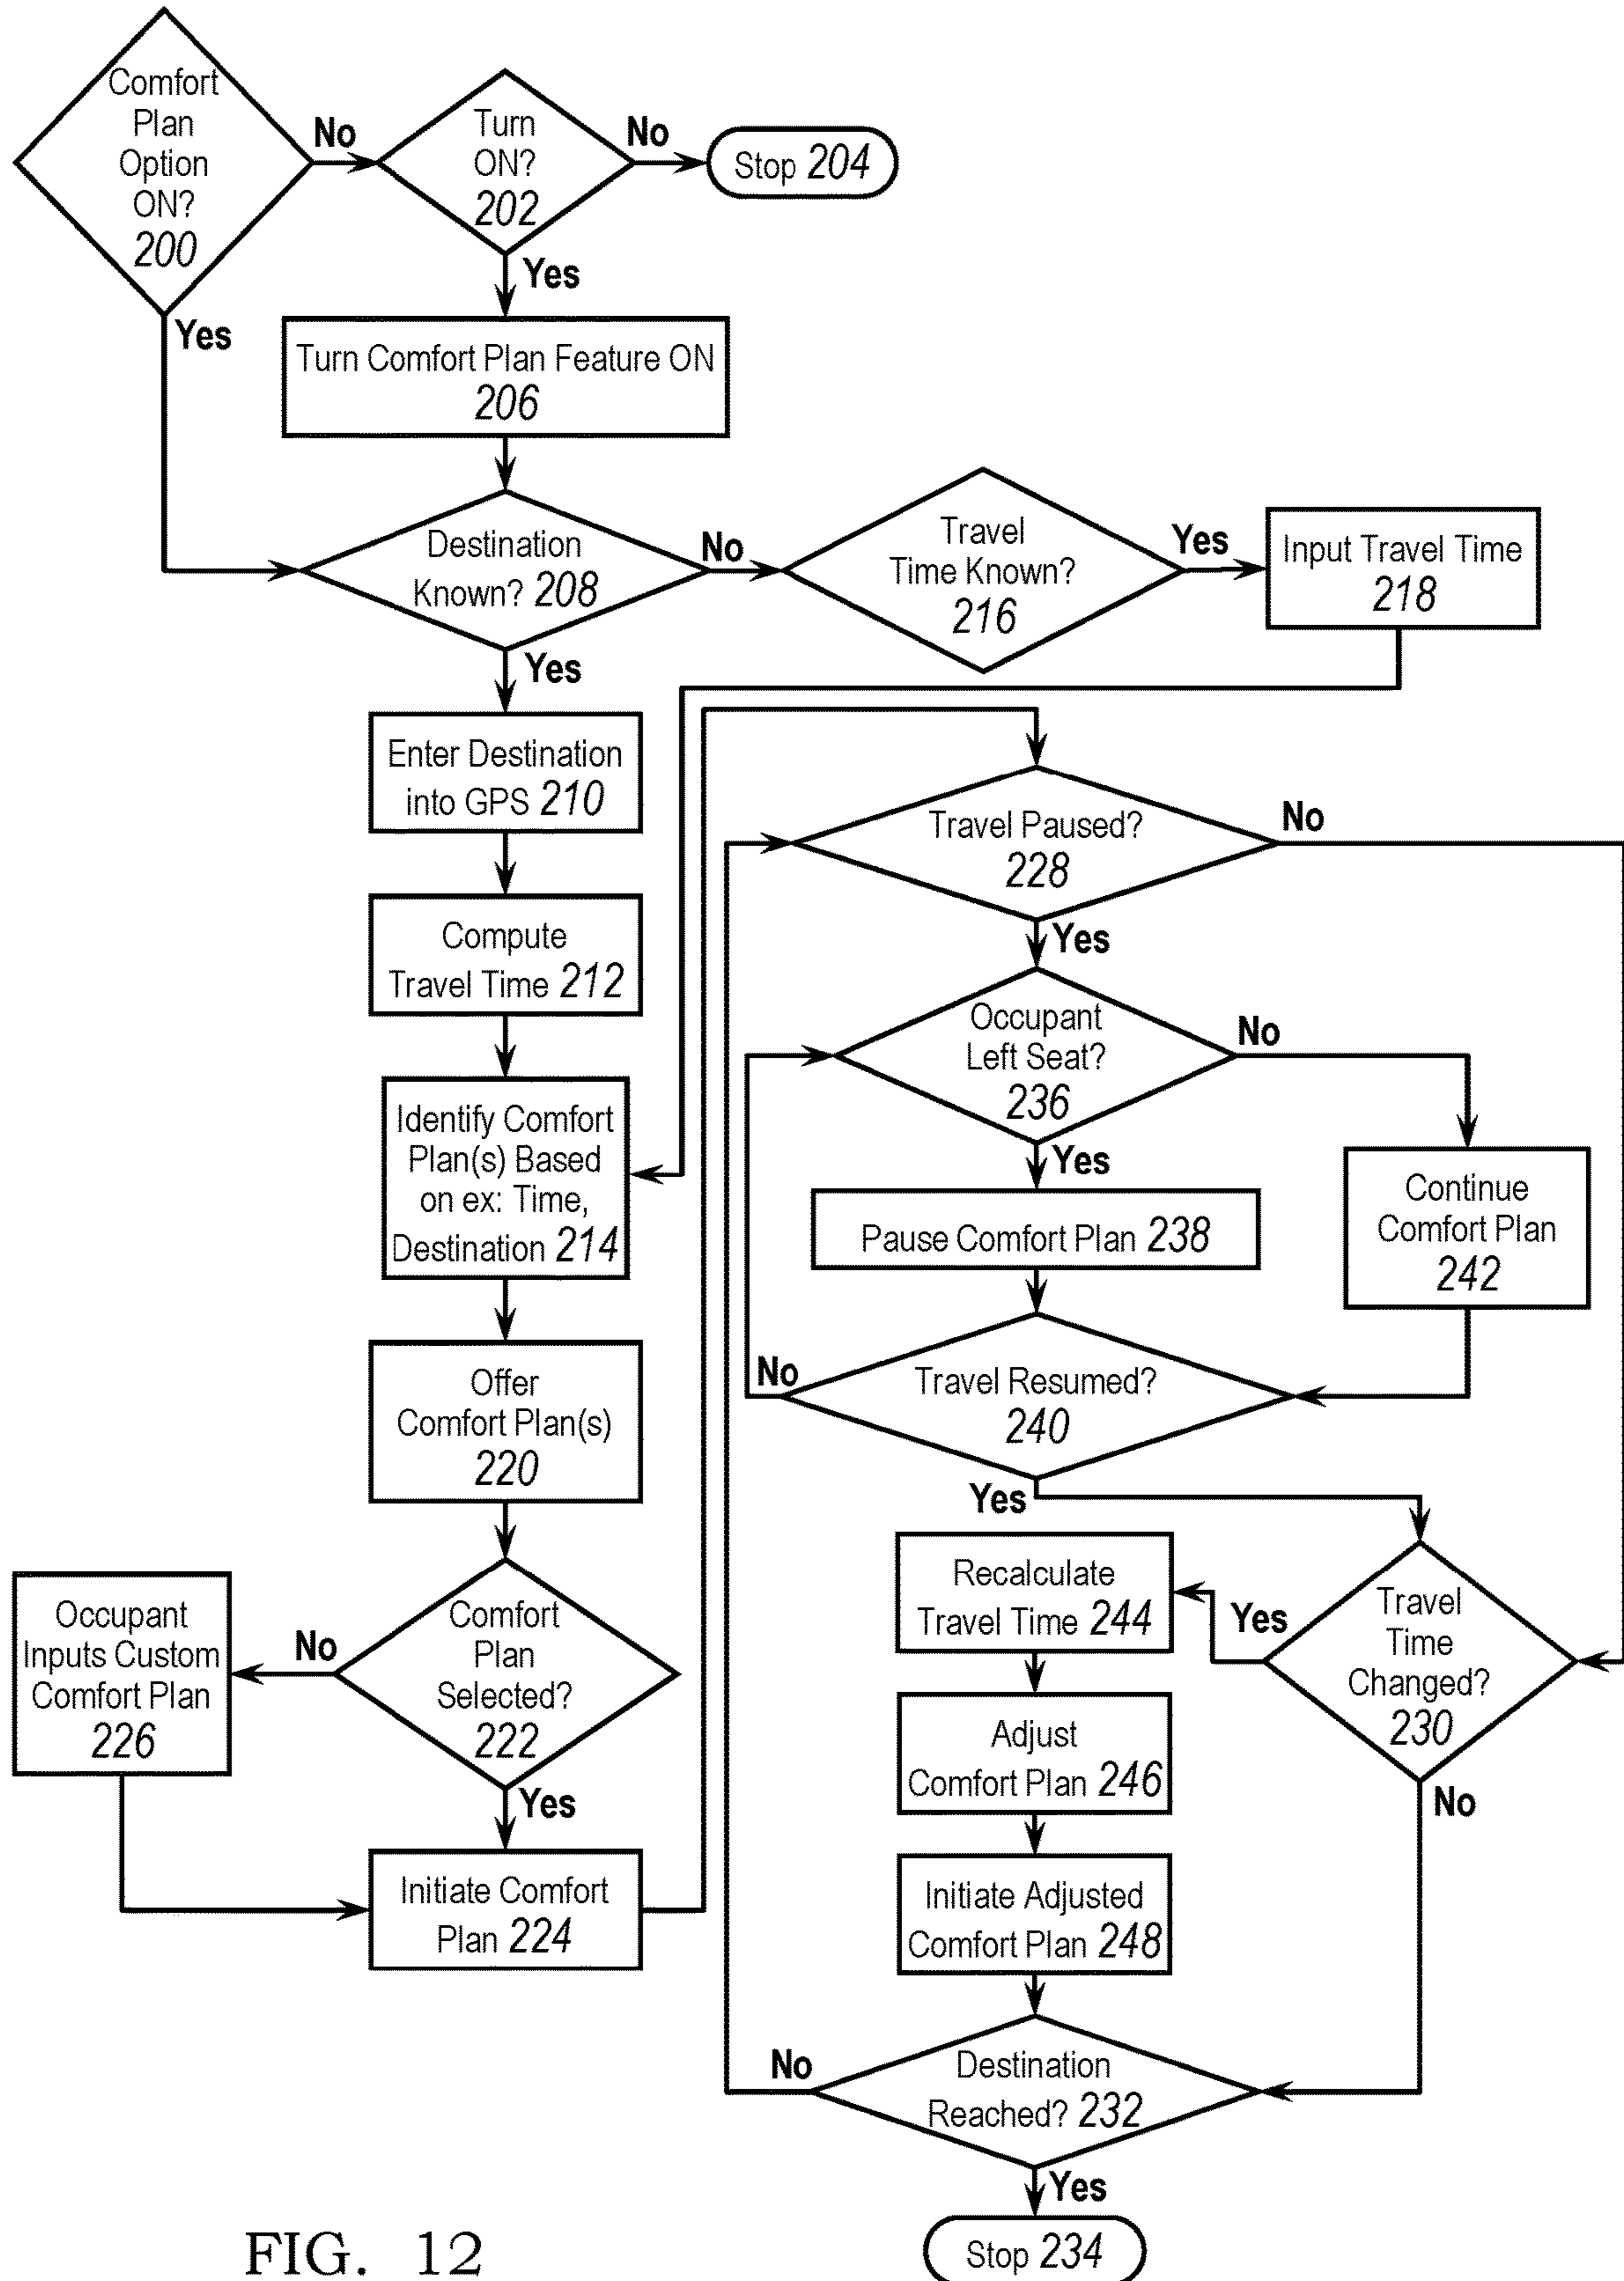 Comfort
Plan
Option
ON?
200
No
Turn
ON?
202
No
Stop 204
Yes
Yes
Turn Comfort Plan Feature ON
206
Destination
Known? 208
No
Travel
Time Known?
216
Yes
Input Travel Time
218
Yes
Enter Destination
into GPS 210
Compute
Travel Time 212
Identify Comfort
Plan(s) Based
on ex: Time,
Destination 214
Offer
Comfort Plan(s)
220
Comfort
Plan
Selected?
222
No
Occupant
Inputs Custom
Comfort Plan
226
Yes
Initiate Comfort
Plan 224
Travel Paused?
228
No
Yes
Occupant
Left Seat?
236
No
Yes
Pause Comfort Plan 238
Continue
Comfort Plan
242
Travel Resumed?
240
No
Yes
Travel
Time
Changed?
230
Yes
No
Recalculate
Travel Time 244
Adjust
Comfort Plan 246
Initiate Adjusted
Comfort Plan 248
Destination
Reached? 232
No
Yes
Stop 234
FIG. 12